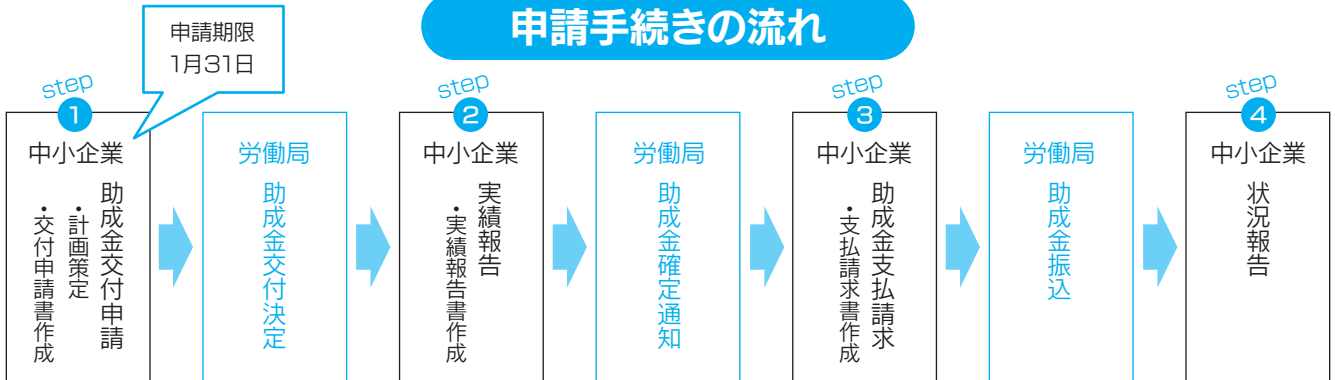 申請手続きの流れ
申請期限
1月31日
step
1
中小企業
助成金交付申請
・計画策定
・交付申請書作成
労働局
助成金交付決定
step
2
中小企業
実績報告
・実績報告書作成
労働局
助成金確定通知
step
3
中小企業
助成金支払請求
・支払請求書作成
労働局
助成金振込
step
4
中小企業
状況報告